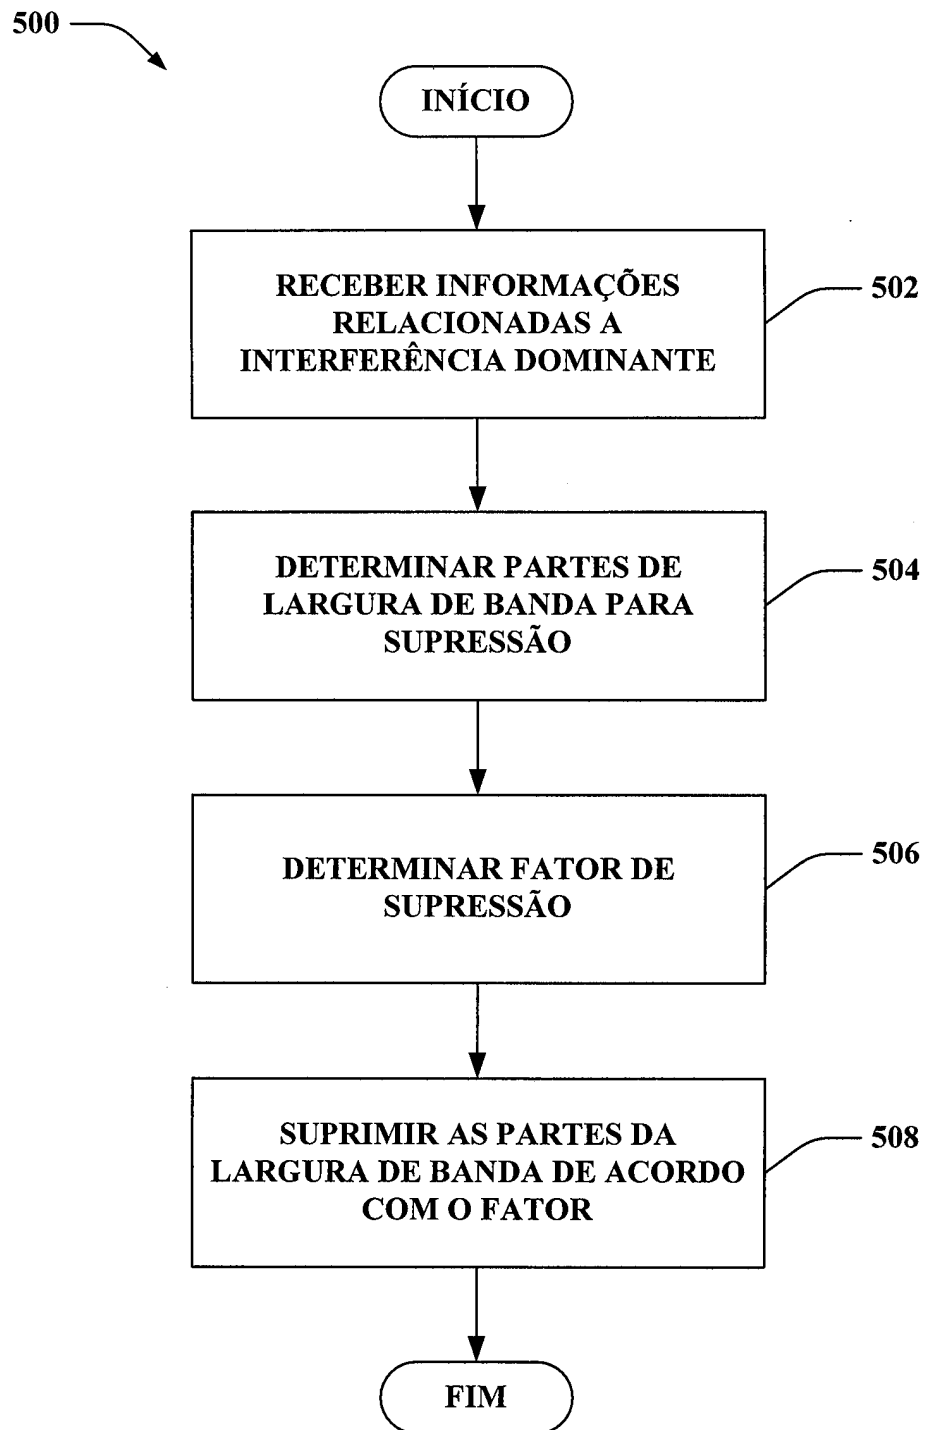 500
INÍCIO
RECEBER INFORMAÇÕES
RELACIONADAS A
INTERFERÊNCIA DOMINANTE
502
DETERMINAR PARTES DE
LARGURA DE BANDA PARA
SUPRESSÃO
504
DETERMINAR FATOR DE
SUPRESSÃO
506
SUPRIMIR AS PARTES DA
LARGURA DE BANDA DE ACORDO
COM O FATOR
508
FIM